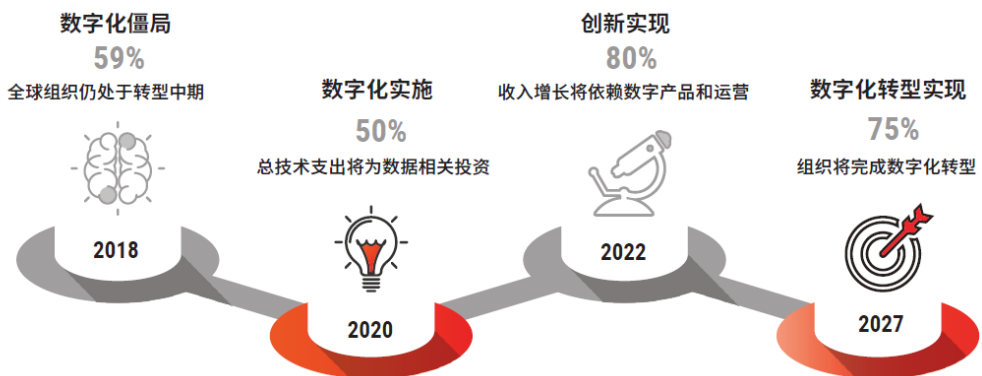 数字化僵局
59%
全球组织仍处于转型中期
2018
数字化实施
50%
总技术支出将为数据相关投资
2020
创新实现
80%
收入增长将依赖数字产品和运营
2022
数字化转型实现
75%
组织将完成数字化转型
2027